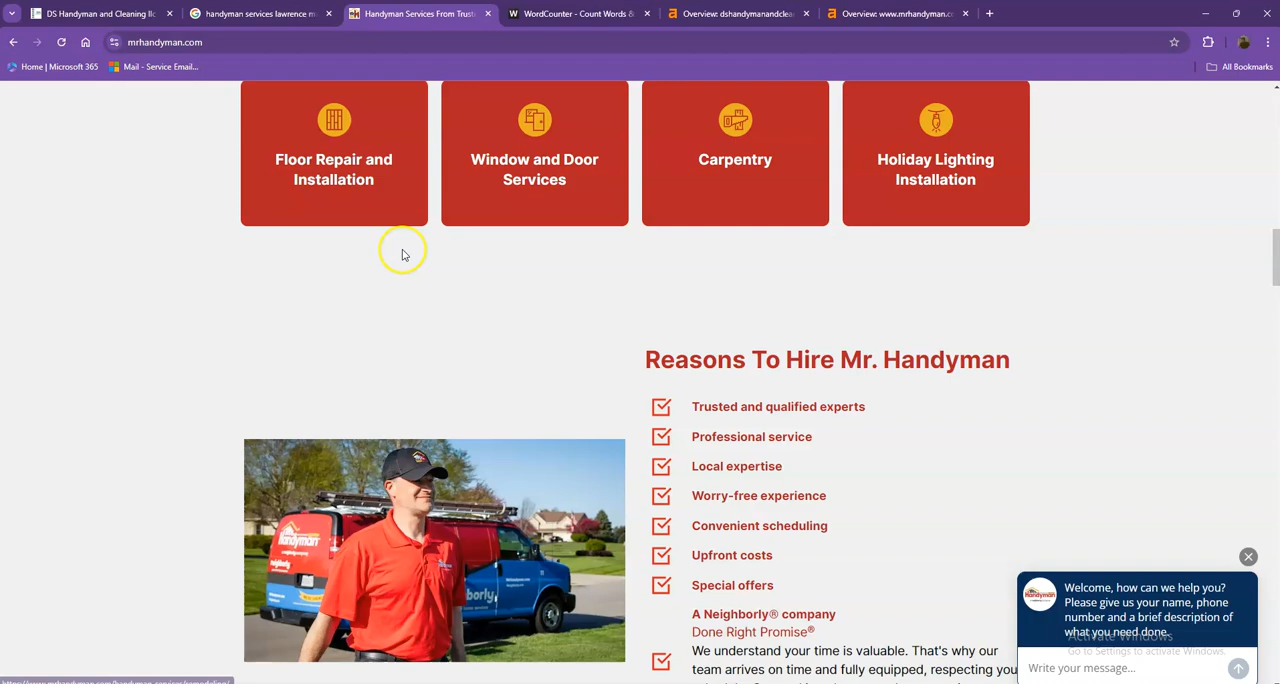 DS Handyman and Cleaning llc
handyman services lawrence m
Handyman Services From Trust
WordCounter - Count Words &
Overview: dshandymanandclea
Overview: www.mrhandyman.c
mrhandyman.com
Home | Microsoft 365
Mail - Service Email...
All Bookmarks
Floor Repair and
Installation
Window and Door
Services
Carpentry
Holiday Lighting
Installation
Reasons To Hire Mr. Handyman
Trusted and qualified experts
Professional service
Local expertise
Worry-free experience
Convenient scheduling
Upfront costs
Special offers
A Neighborly® company
Done Right Promise®
We understand your time is valuable. That's why our
team arrives on time and fully equipped, respecting you
Handyman
Welcome, how can we help you?
Please give us your name, phone
number and a brief description of
what you need done.
Activate Windows
Go to Settings to activate Windows.
Write your message...